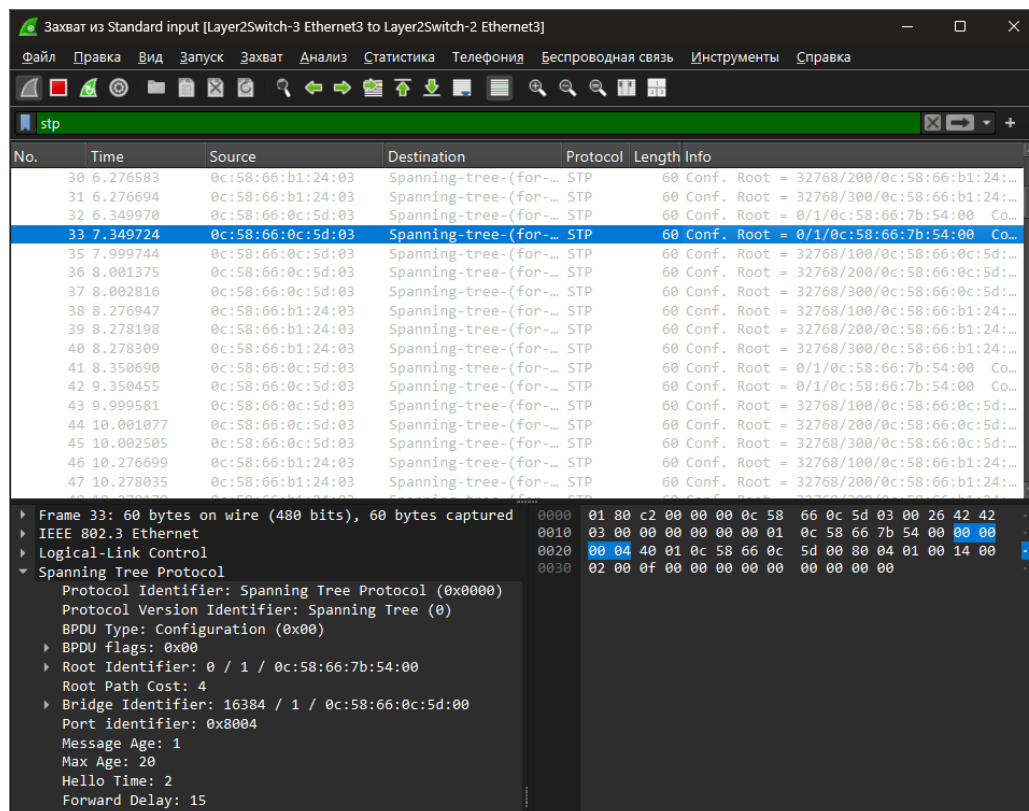 Захват из Standard input [Layer2Switch-3 Ethernet3 to Layer2Switch-2 Ethernet3]
Файл Правка Вид Запуск Захват Анализ Статистика Телефония Беспроводная связь Инструменты Справка
stp
No. Time Source Destination Protocol Length Info
30 6.276583 0c:58:66:b1:24:03 Spanning-tree-(for-… STP 60 Conf. Root = 32768/200/0c:58:66:b1:24:…
31 6.276694 0c:58:66:b1:24:03 Spanning-tree-(for-… STP 60 Conf. Root = 32768/300/0c:58:66:b1:24:…
32 6.349970 0c:58:66:0c:5d:03 Spanning-tree-(for-… STP 60 Conf. Root = 0/1/0c:58:66:7b:54:00 Co…
33 7.349724 0c:58:66:0c:5d:03 Spanning-tree-(for-… STP 60 Conf. Root = 0/1/0c:58:66:7b:54:00 Co…
35 7.999744 0c:58:66:0c:5d:03 Spanning-tree-(for-… STP 60 Conf. Root = 32768/100/0c:58:66:0c:5d:…
36 8.001375 0c:58:66:0c:5d:03 Spanning-tree-(for-… STP 60 Conf. Root = 32768/200/0c:58:66:0c:5d:…
37 8.002816 0c:58:66:0c:5d:03 Spanning-tree-(for-… STP 60 Conf. Root = 32768/300/0c:58:66:0c:5d:…
38 8.276947 0c:58:66:b1:24:03 Spanning-tree-(for-… STP 60 Conf. Root = 32768/100/0c:58:66:b1:24:…
39 8.278198 0c:58:66:b1:24:03 Spanning-tree-(for-… STP 60 Conf. Root = 32768/200/0c:58:66:b1:24:…
40 8.278309 0c:58:66:b1:24:03 Spanning-tree-(for-… STP 60 Conf. Root = 32768/300/0c:58:66:b1:24:…
41 8.350690 0c:58:66:0c:5d:03 Spanning-tree-(for-… STP 60 Conf. Root = 0/1/0c:58:66:7b:54:00 Co…
42 9.350455 0c:58:66:0c:5d:03 Spanning-tree-(for-… STP 60 Conf. Root = 0/1/0c:58:66:7b:54:00 Co…
43 9.999581 0c:58:66:0c:5d:03 Spanning-tree-(for-… STP 60 Conf. Root = 32768/100/0c:58:66:0c:5d:…
44 10.001077 0c:58:66:0c:5d:03 Spanning-tree-(for-… STP 60 Conf. Root = 32768/200/0c:58:66:0c:5d:…
45 10.002505 0c:58:66:0c:5d:03 Spanning-tree-(for-… STP 60 Conf. Root = 32768/300/0c:58:66:0c:5d:…
46 10.276699 0c:58:66:b1:24:03 Spanning-tree-(for-… STP 60 Conf. Root = 32768/100/0c:58:66:b1:24:…
47 10.278035 0c:58:66:b1:24:03 Spanning-tree-(for-… STP 60 Conf. Root = 32768/200/0c:58:66:b1:24:…
Frame 33: 60 bytes on wire (480 bits), 60 bytes captured
IEEE 802.3 Ethernet
Logical-Link Control
Spanning Tree Protocol
Protocol Identifier: Spanning Tree Protocol (0x0000)
Protocol Version Identifier: Spanning Tree (0)
BPDU Type: Configuration (0x00)
BPDU flags: 0x00
Root Identifier: 0 / 1 / 0c:58:66:7b:54:00
Root Path Cost: 4
Bridge Identifier: 16384 / 1 / 0c:58:66:0c:5d:00
Port identifier: 0x8004
Message Age: 1
Max Age: 20
Hello Time: 2
Forward Delay: 15
0000 01 80 c2 00 00 00 0c 58 66 0c 5d 03 00 26 42 42
0010 03 00 00 00 00 00 00 01 0c 58 66 7b 54 00 00 00
0020 00 04 40 01 0c 58 66 0c 5d 00 80 04 01 00 14 00
0030 02 00 0f 00 00 00 00 00 00 00 00 00